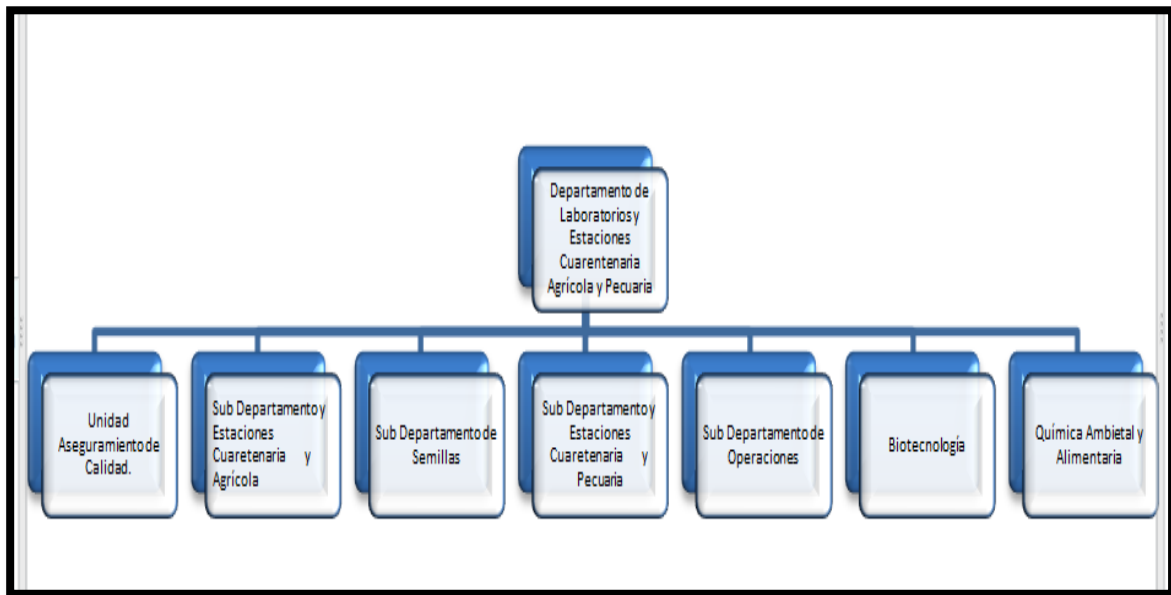 Departamento de
Laboratorios y
Estaciones
Cuarentenaria
Agrícola y Pecuaria
Unidad
Aseguramiento de
Calidad.
Sub Departamento y
Estaciones
Cuaretenaria y
Agrícola
Sub Departamento de
Semillas
Sub Departamento y
Estaciones
Cuaretenaria y
Pecuaria
Sub Departamento de
Operaciones
Biotecnología
Química Ambietal y
Alimentaria